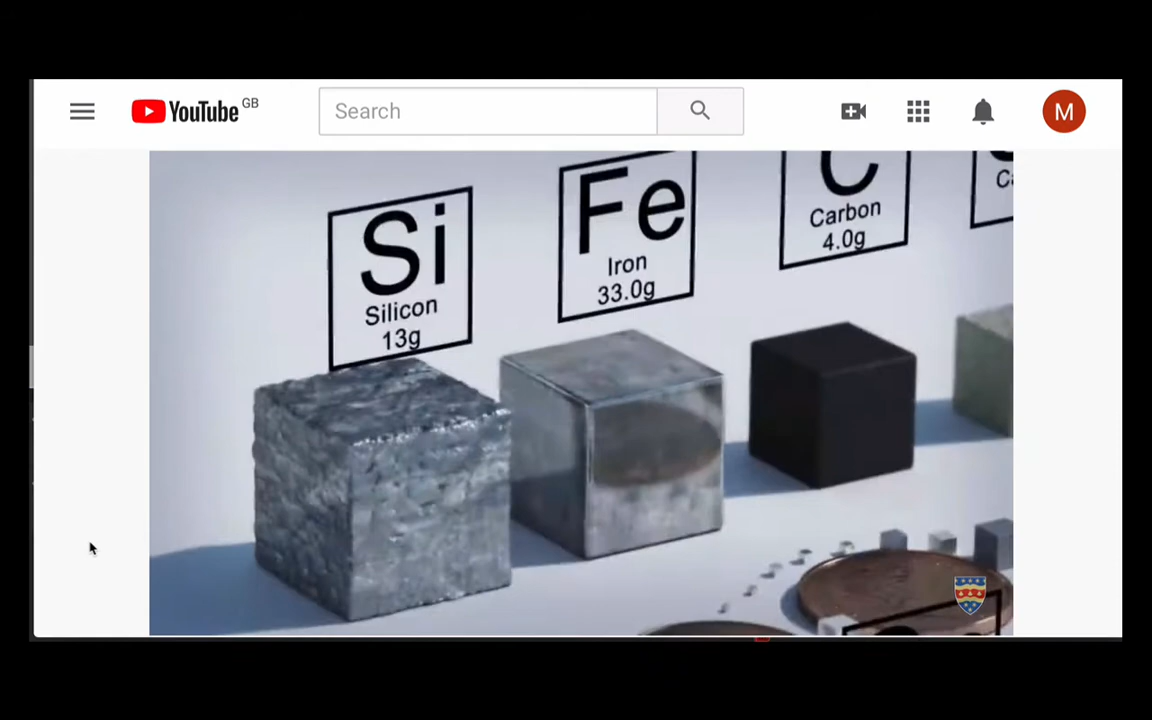 YouTube GB
Search
M
Si
Silicon
13g
Fe
Iron
33.0g
C
Carbon
4.0g